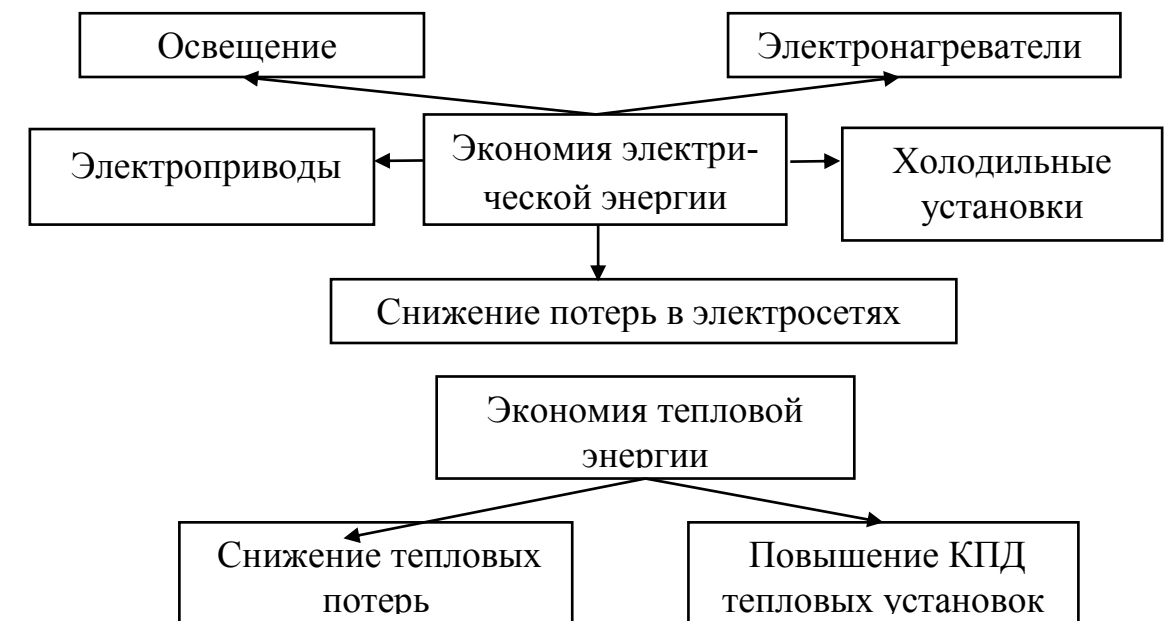 Освещение
Электронагреватели
Электроприводы
Экономия электри-
ческой энергии
Холодильные
установки
Снижение потерь в электросетях
Экономия тепловой
энергии
Снижение тепловых
потерь
Повышение КПД
тепловых установок